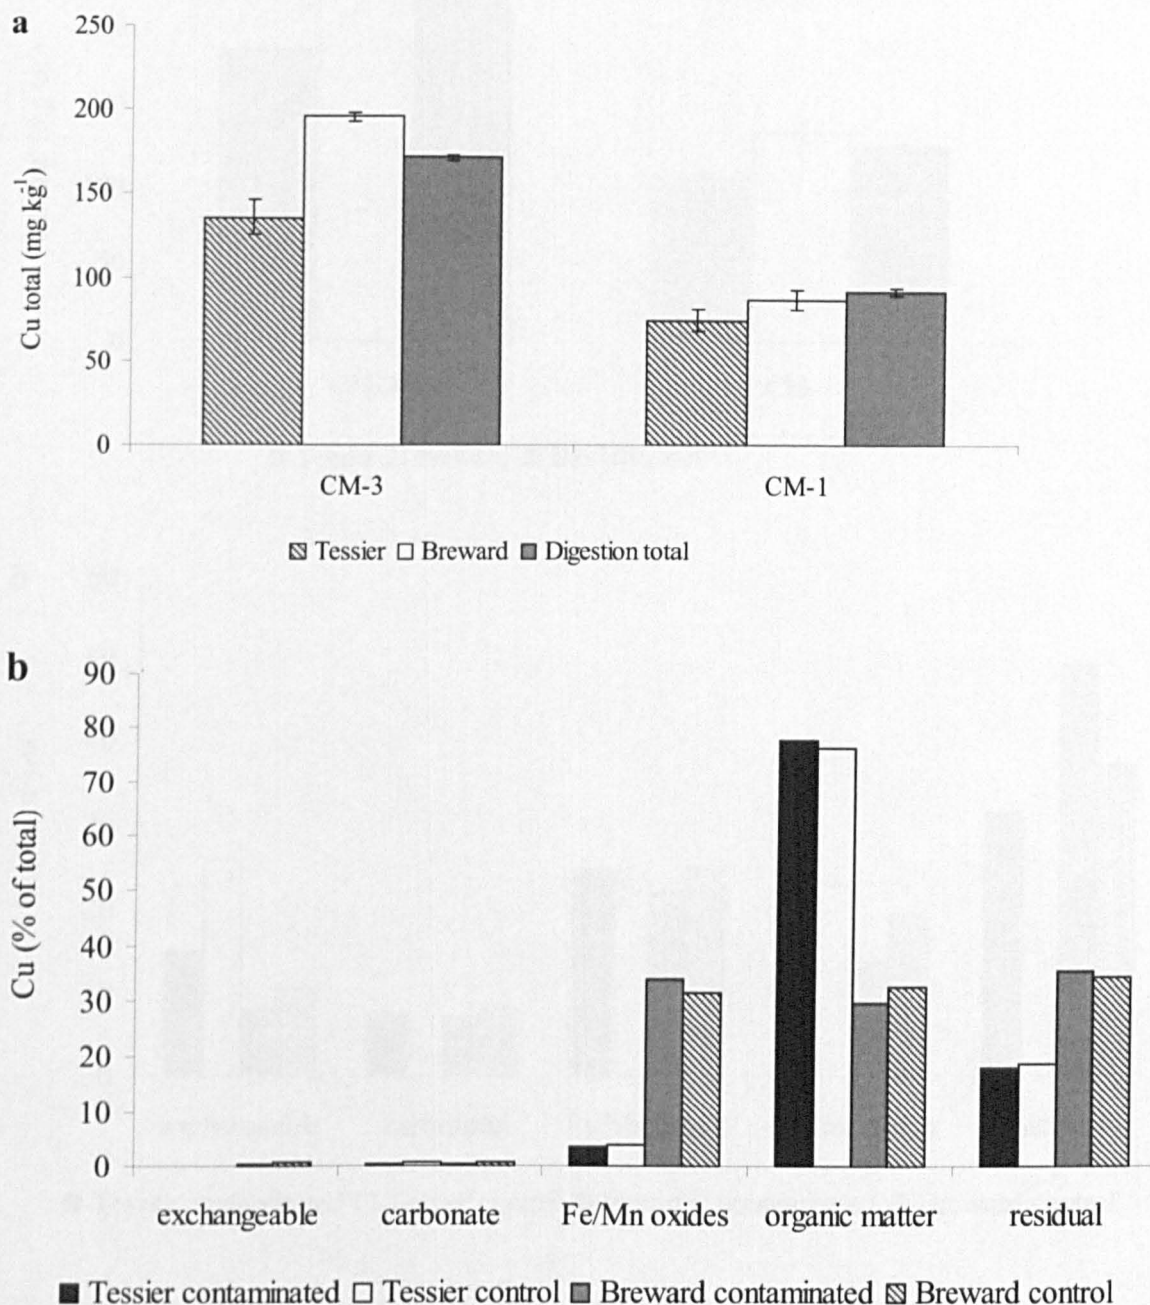 a
250
200
150
100
50
0
Cu total (mg kg-1)
CM-3 CM-1
Tessier Breward Digestion total
b
90
80
70
60
50
40
30
20
10
0
Cu (% of total)
exchangeable carbonate Fe/Mn oxides organic matter residual
Tessier contaminated Tessier control Breward contaminated Breward control